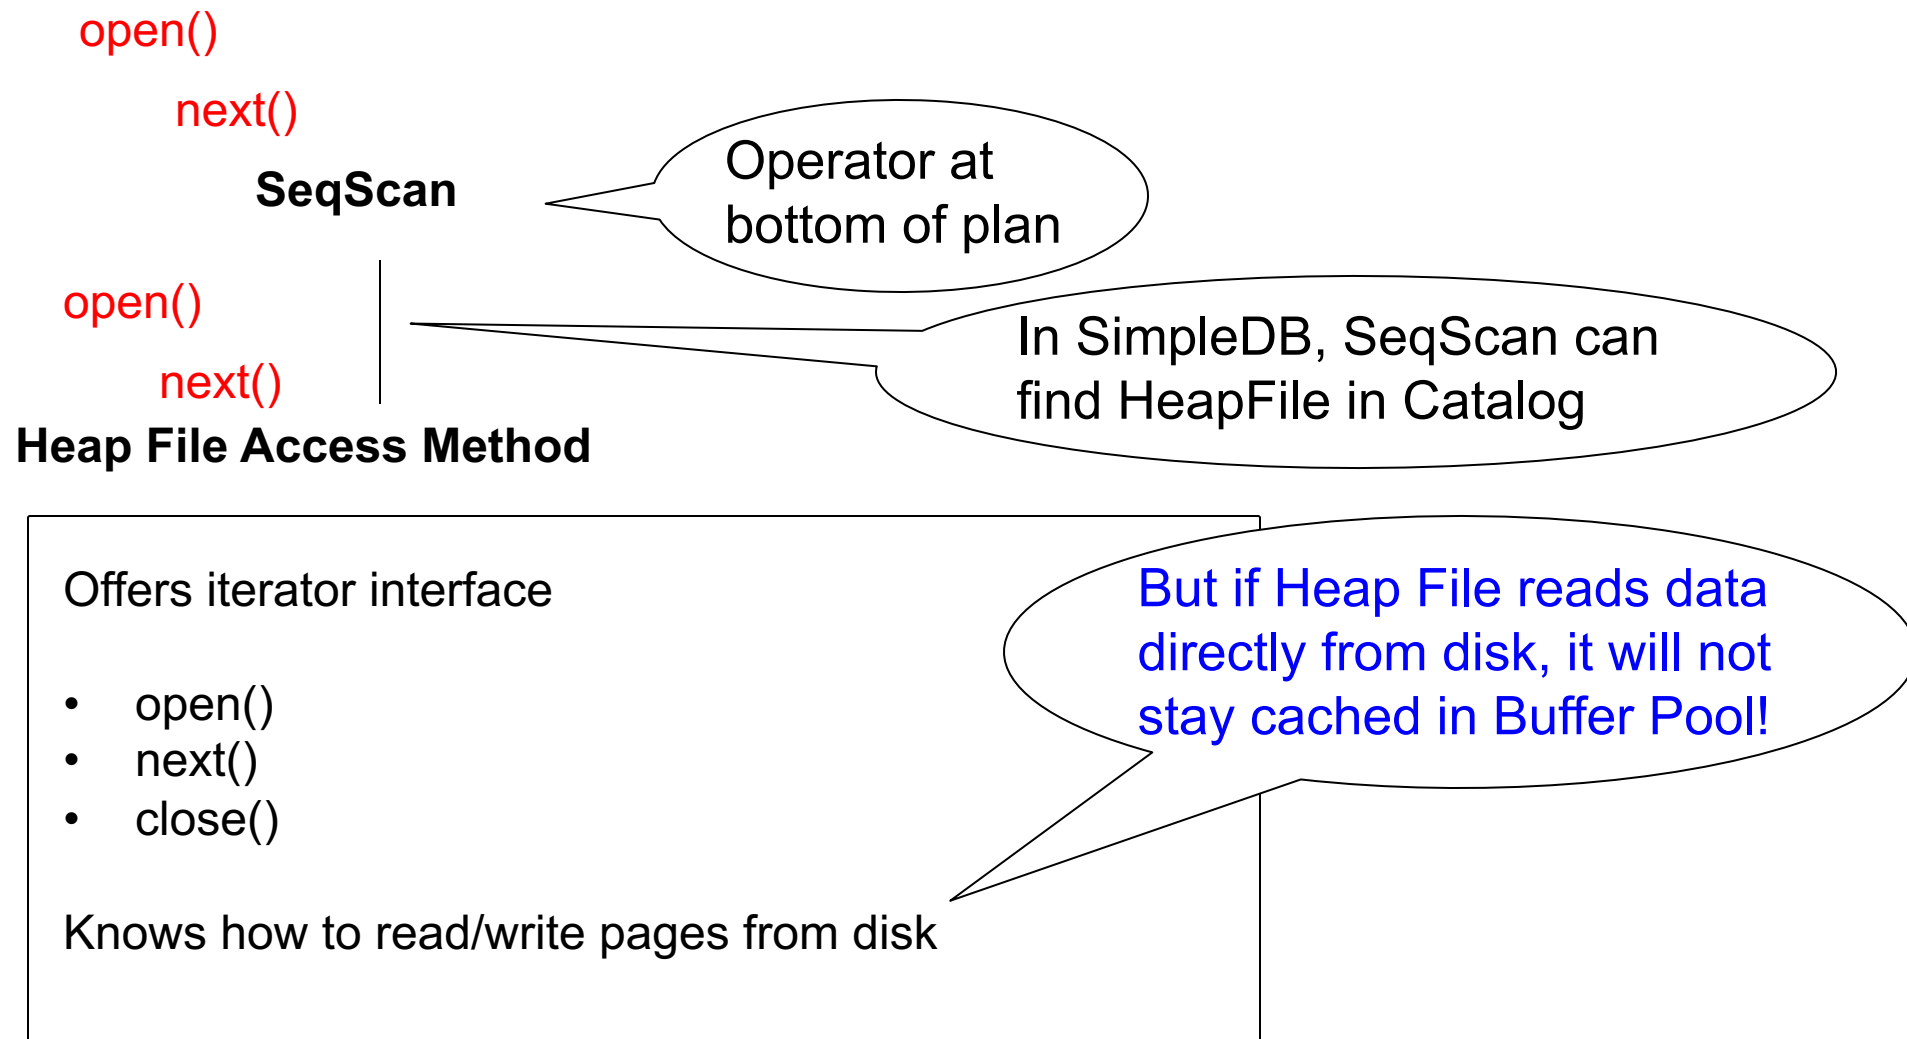 open()
next()
SeqScan
Operator at
bottom of plan
open()
next()
In SimpleDB, SeqScan can
find HeapFile in Catalog
Heap File Access Method
Offers iterator interface
• open()
• next()
• close()
Knows how to read/write pages from disk
But if Heap File reads data
directly from disk, it will not
stay cached in Buffer Pool!